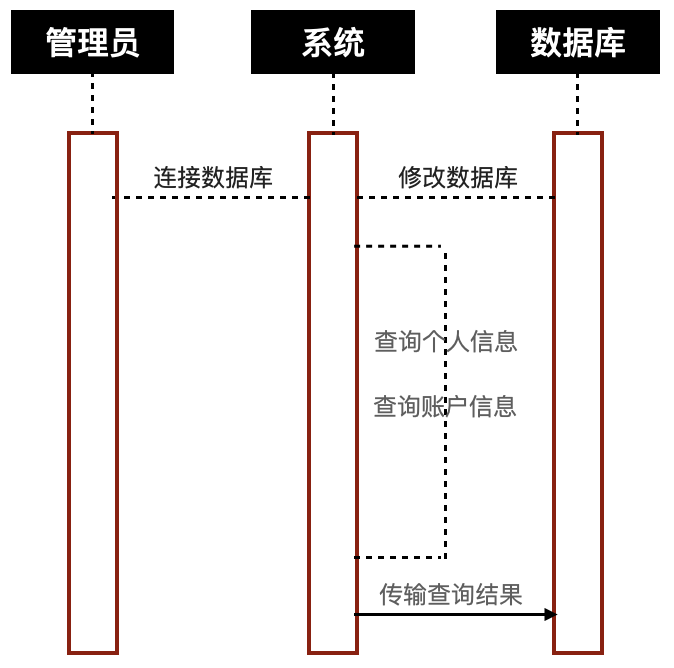 管理员
系统
数据库
连接数据库
修改数据库
查询个人信息
查询账户信息
传输查询结果